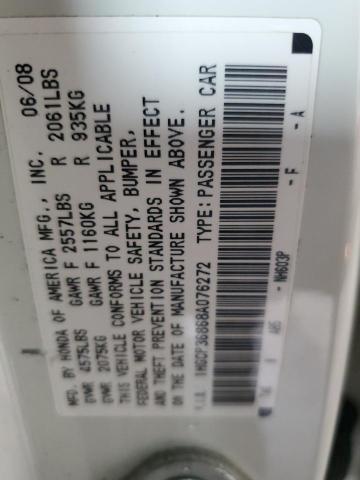 MFD. BY HONDA OF AMERICA MFG., INC. 06/08
GVWR 4575LBS GAWR F 2557LBS R 2061LBS
GVWR 2075KG GAWR F 1160KG R 935KG
THIS VEHICLE CONFORMS TO ALL APPLICABLE
FEDERAL MOTOR VEHICLE SAFETY, BUMPER,
AND THEFT PREVENTION STANDARDS IN EFFECT
ON THE DATE OF MANUFACTURE SHOWN ABOVE.
V.I.N. 1HGCP36868A076272 TYPE: PASSENGER CAR
NH603P - F - A